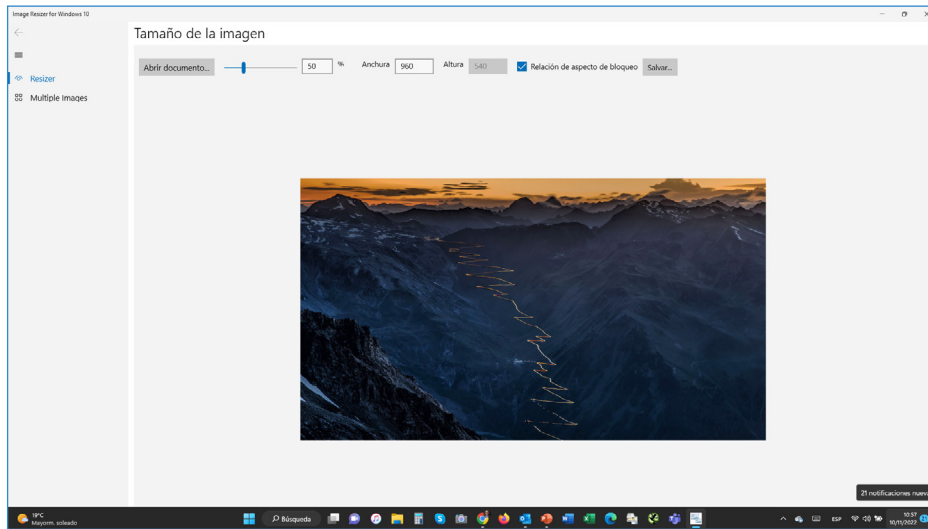 Image Resizer for Windows 10
Tamaño de la imagen
Abrir documento... 50 % Anchura 960 Altura 540 Relación de aspecto de bloqueo Salvar...
Resizer
Multiple Images
21 notificaciones nueva
19°C
Mayorm. soleado
Búsqueda
ESP
10:57
10/11/2022